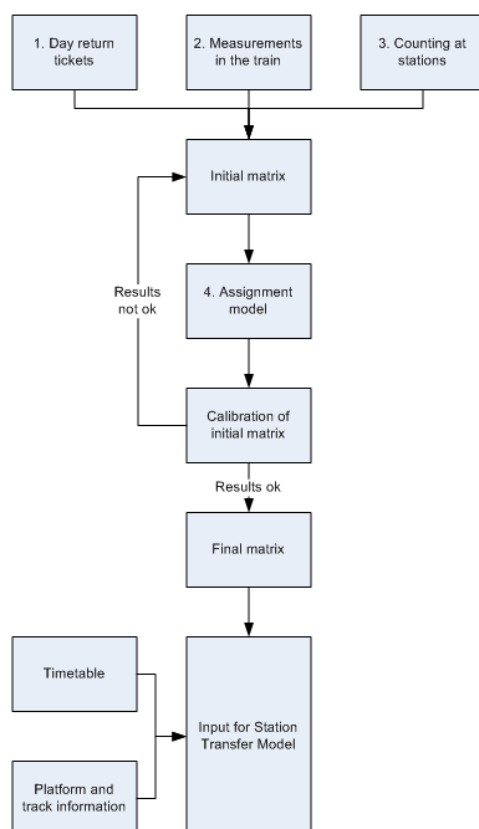 1. Day return
tickets
2. Measurements
in the train
3. Counting at
stations
Initial matrix
Results
not ok
4. Assignment
model
Calibration of
initial matrix
Results ok
Final matrix
Timetable
Input for Station
Transfer Model
Platform and
track information